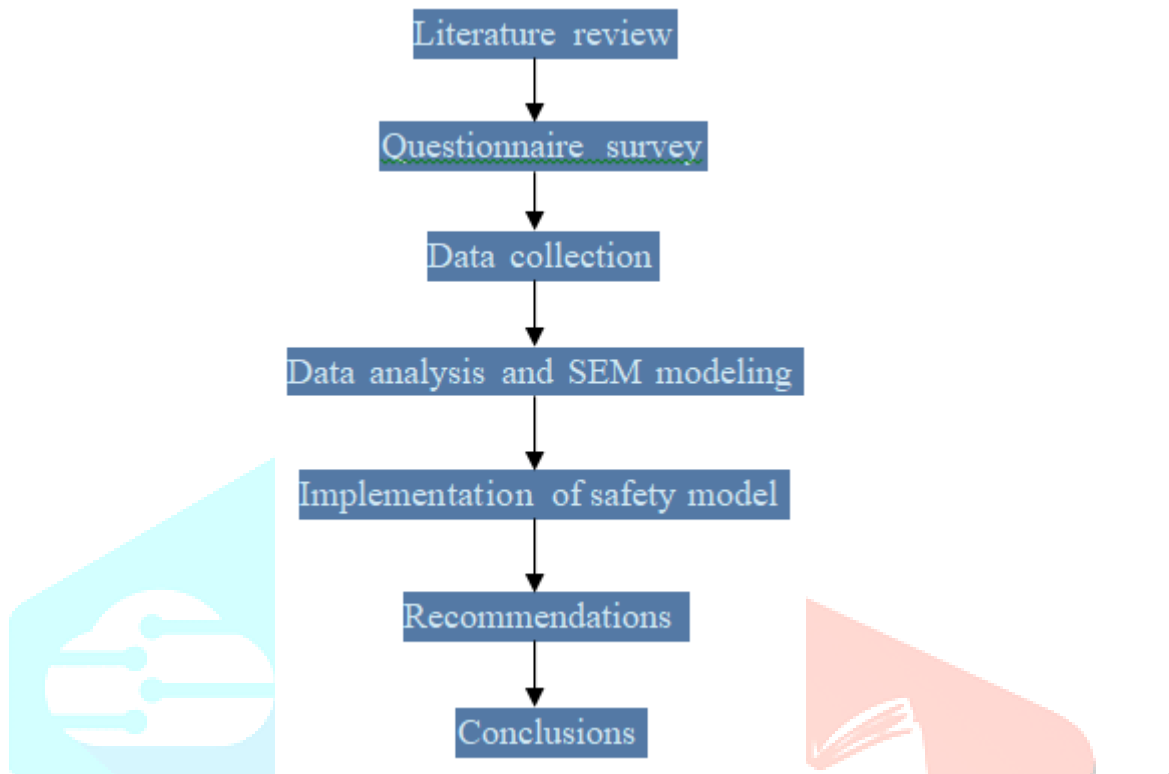 Literature review
Questionnaire survey
Data collection
Data analysis and SEM modeling
Implementation of safety model
Recommendations
Conclusions